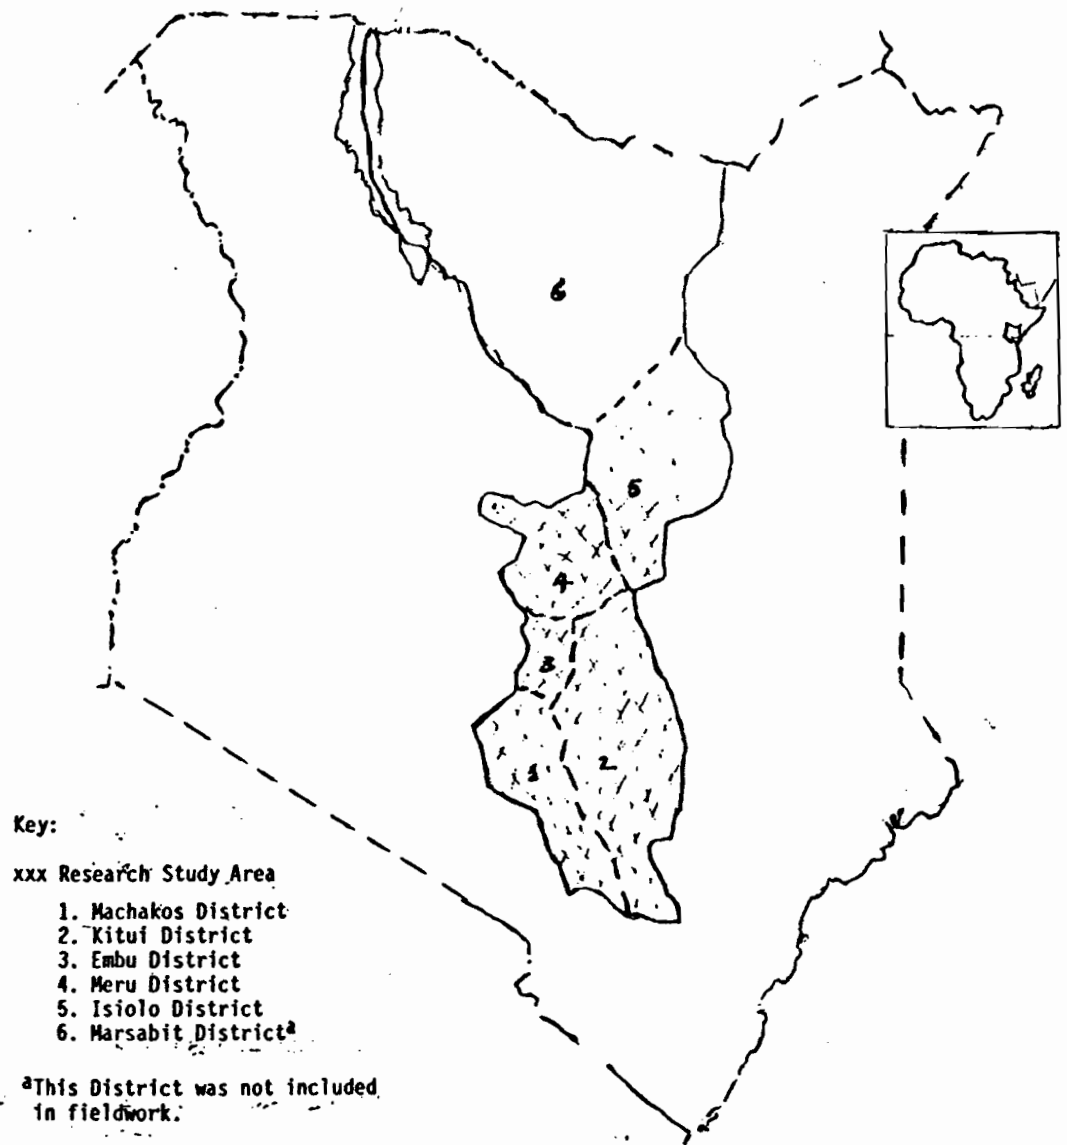 6
5
4
3
2
1
Key:
xxx Research Study Area
1. Machakos District
2. Kitui District
3. Embu District
4. Meru District
5. Isiolo District
6. Marsabit Districtᵃ
ᵃThis District was not included
in fieldwork.